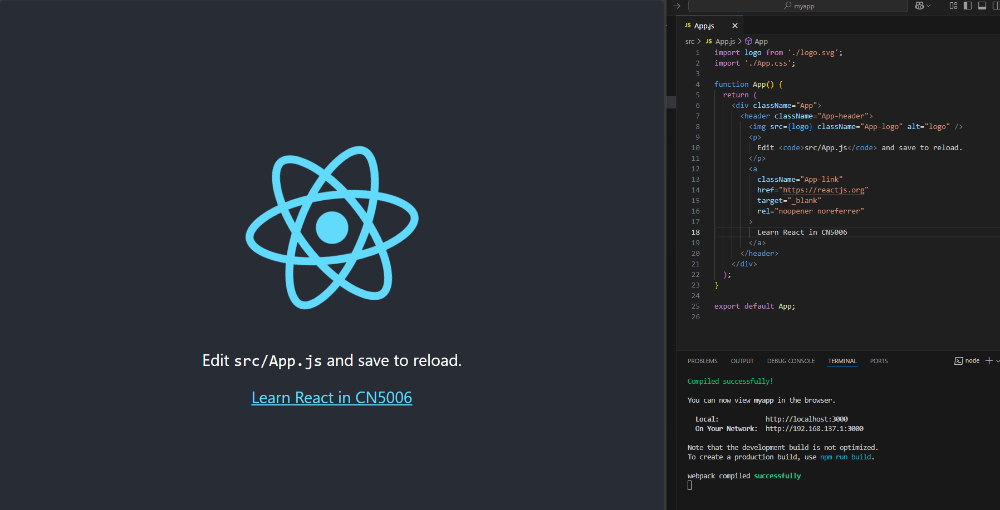 Edit src/App.js and save to reload.
Learn React in CN5006
myapp
JS App.js
src > JS App.js > App
1 import logo from './logo.svg';
2 import './App.css';
3
4 function App() {
5 return (
6 <div className="App">
7 <header className="App-header">
8 <img src={logo} className="App-logo" alt="logo" />
9 <p>
10 Edit <code>src/App.js</code> and save to reload.
11 </p>
12 <a
13 className="App-link"
14 href="https://reactjs.org"
15 target="_blank"
16 rel="noopener noreferrer"
17 >
18 Learn React in CN5006
19 </a>
20 </header>
21 </div>
22 );
23 }
24
25 export default App;
26
PROBLEMS OUTPUT DEBUG CONSOLE TERMINAL PORTS node
Compiled successfully!
You can now view myapp in the browser.
Local: http://localhost:3000
On Your Network: http://192.168.137.1:3000
Note that the development build is not optimized.
To create a production build, use npm run build.
webpack compiled successfully